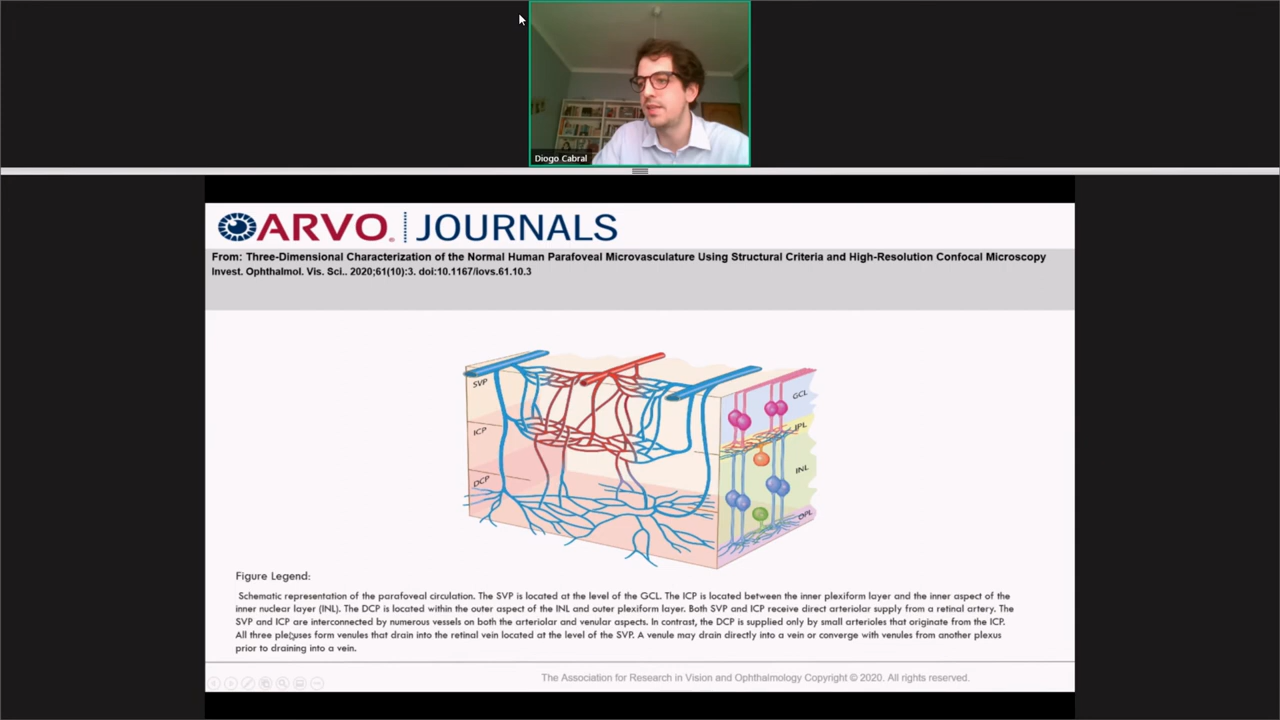 Diogo Cabral
ARVO. JOURNALS
From: Three-Dimensional Characterization of the Normal Human Parafoveal Microvasculature Using Structural Criteria and High-Resolution Confocal Microscopy
Invest. Ophthalmol. Vis. Sci.. 2020;61(10):3. doi:10.1167/iovs.61.10.3
SVP
GCL
ICP
IPL
INL
DCP
OPL
Figure Legend:
Schematic representation of the parafoveal circulation. The SVP is located at the level of the GCL. The ICP is located between the inner plexiform layer and the inner aspect of the
inner nuclear layer (INL). The DCP is located within the outer aspect of the INL and outer plexiform layer. Both SVP and ICP receive direct arteriolar supply from a retinal artery. The
SVP and ICP are interconnected by numerous vessels on both the arteriolar and venular aspects. In contrast, the DCP is supplied only by small arterioles that originate from the ICP.
All three plexuses form venules that drain into the retinal vein located at the level of the SVP. A venule may drain directly into a vein or converge with venules from another plexus
prior to draining into a vein.
The Association for Research in Vision and Ophthalmology Copyright © 2020. All rights reserved.